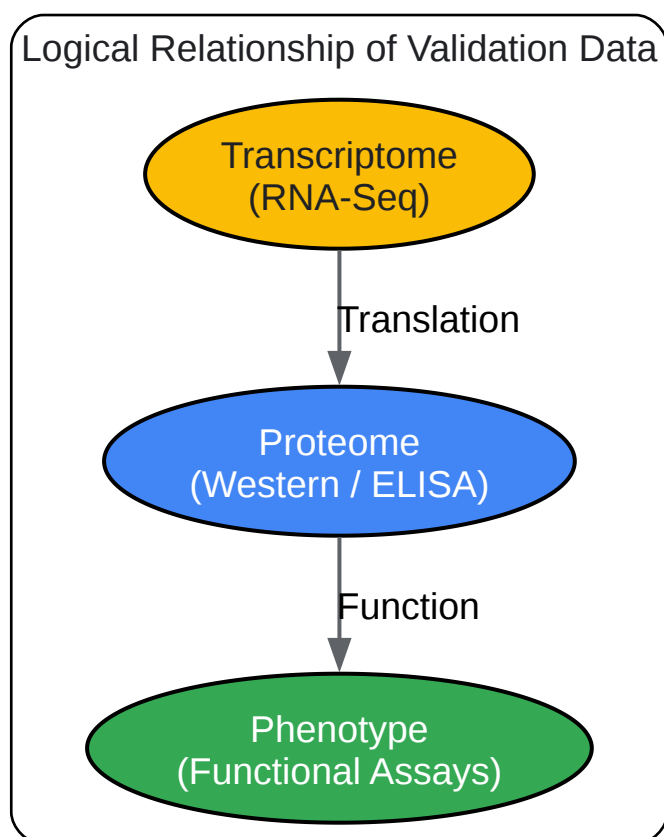 Logical Relationship of Validation Data
Transcriptome
(RNA-Seq)
Translation
Proteome
(Western / ELISA)
Function
Phenotype
(Functional Assays)